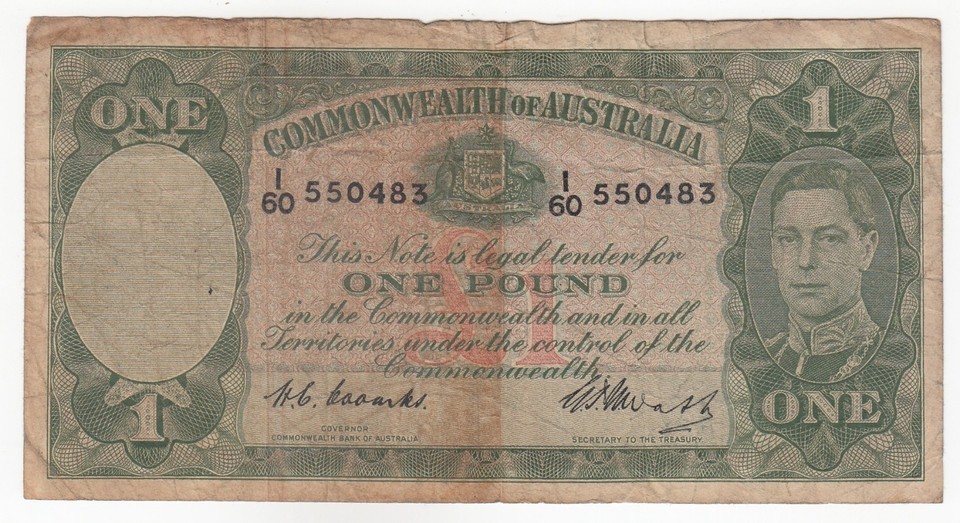 ONE
1
COMMONWEALTH OF AUSTRALIA
I/60 550483
I/60 550483
This Note is legal tender for
ONE POUND
£1
in the Commonwealth and in all
Territories under the control of the
Commonwealth.
H.C. Coombs.
GOVERNOR
COMMONWEALTH BANK OF AUSTRALIA
SECRETARY TO THE TREASURY
1
ONE